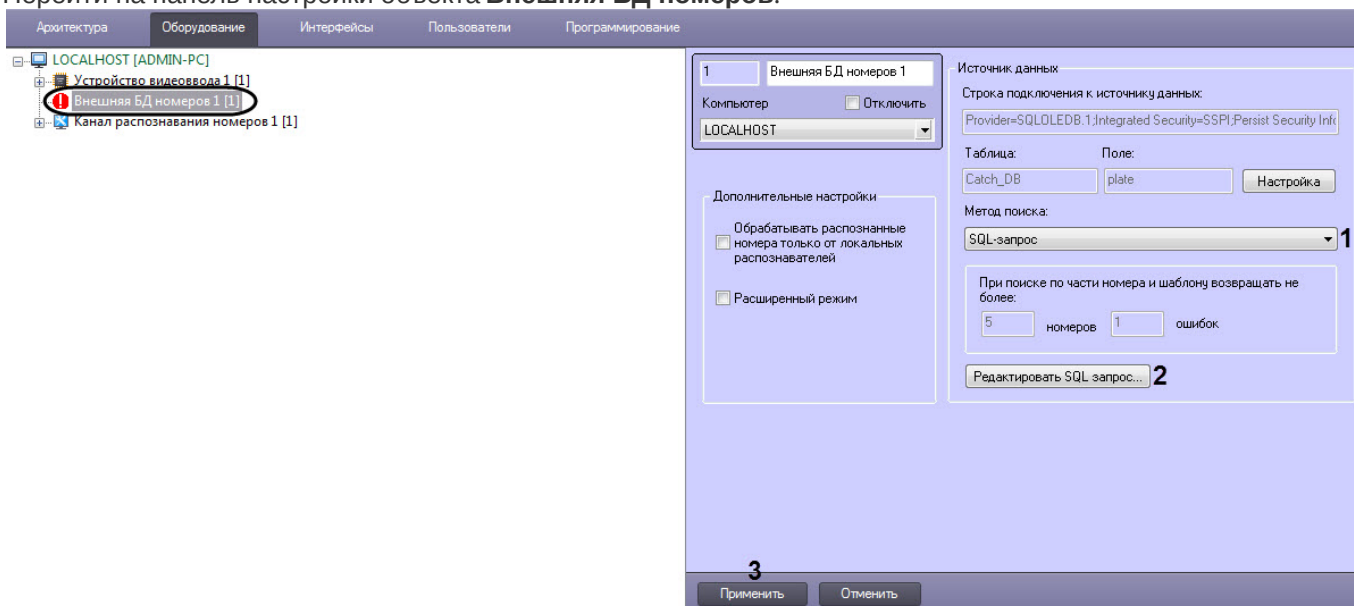 Перейти на панель настройки объекта Внешняя БД номеров.
Архитектура Оборудование Интерфейсы Пользователи Программирование
LOCALHOST [ADMIN-PC]
Устройство видеоввода 1 [1]
Внешняя БД номеров 1 [1]
Канал распознавания номеров 1 [1]
1 Внешняя БД номеров 1
Компьютер Отключить
LOCALHOST
Дополнительные настройки
Обрабатывать распознанные
номера только от локальных
распознавателей
Расширенный режим
Источник данных
Строка подключения к источнику данных:
Provider=SQLOLEDB.1;Integrated Security=SSPI;Persist Security Info
Таблица: Поле:
Catch_DB plate Настройка
Метод поиска:
SQL-запрос 1
При поиске по части номера и шаблону возвращать не
более:
5 номеров 1 ошибок
Редактировать SQL запрос... 2
3
Применить Отменить